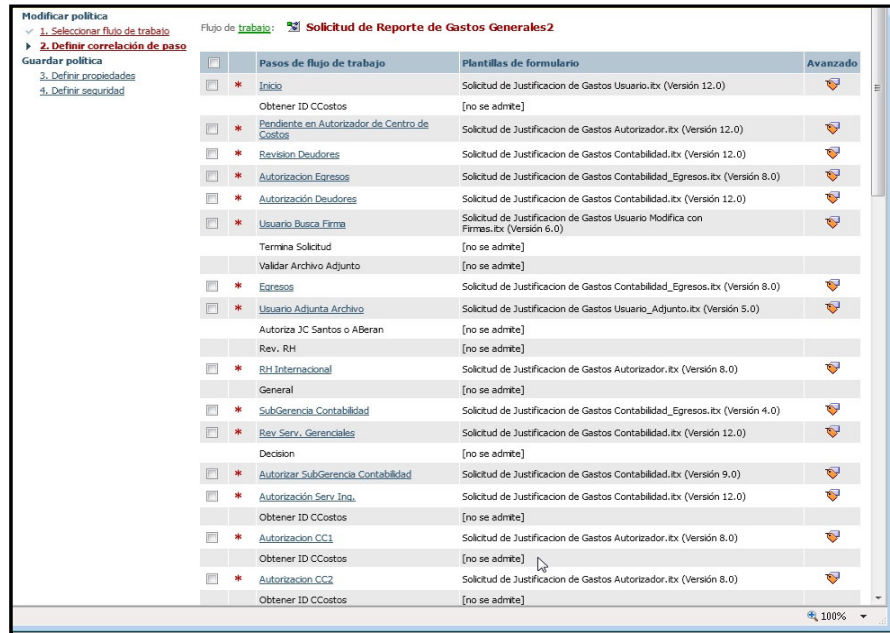 Modificar política
1. Seleccionar flujo de trabajo
2. Definir correlación de paso
Guardar política
3. Definir propiedades
4. Definir seguridad
Flujo de trabajo: Solicitud de Reporte de Gastos Generales2
Pasos de flujo de trabajo Plantillas de formulario Avanzado
* Inicio Solicitud de Justificacion de Gastos Usuario.itx (Versión 12.0)
Obtener ID CCostos [no se admite]
* Pendiente en Autorizador de Centro de
Costos Solicitud de Justificacion de Gastos Autorizador.itx (Versión 12.0)
* Revision Deudores Solicitud de Justificacion de Gastos Contabilidad.itx (Versión 12.0)
* Autorizacion Egresos Solicitud de Justificacion de Gastos Contabilidad_Egresos.itx (Versión 8.0)
* Autorización Deudores Solicitud de Justificacion de Gastos Contabilidad.itx (Versión 12.0)
* Usuario Busca Firma Solicitud de Justificacion de Gastos Usuario Modifica con
Firmas.itx (Versión 6.0)
Termina Solicitud [no se admite]
Validar Archivo Adjunto [no se admite]
* Egresos Solicitud de Justificacion de Gastos Contabilidad_Egresos.itx (Versión 8.0)
* Usuario Adjunta Archivo Solicitud de Justificacion de Gastos Usuario_Adjunto.itx (Versión 5.0)
Autoriza JC Santos o ABeran [no se admite]
Rev. RH [no se admite]
* RH Internacional Solicitud de Justificacion de Gastos Autorizador.itx (Versión 8.0)
General [no se admite]
* SubGerencia Contabilidad Solicitud de Justificacion de Gastos Contabilidad_Egresos.itx (Versión 4.0)
* Rev Serv. Gerenciales Solicitud de Justificacion de Gastos Contabilidad.itx (Versión 12.0)
Decision [no se admite]
* Autorizar SubGerencia Contabilidad Solicitud de Justificacion de Gastos Contabilidad.itx (Versión 9.0)
* Autorización Serv Ing. Solicitud de Justificacion de Gastos Contabilidad.itx (Versión 12.0)
Obtener ID CCostos [no se admite]
* Autorizacion CC1 Solicitud de Justificacion de Gastos Autorizador.itx (Versión 8.0)
Obtener ID CCostos [no se admite]
* Autorizacion CC2 Solicitud de Justificacion de Gastos Autorizador.itx (Versión 8.0)
Obtener ID CCostos [no se admite]
100%